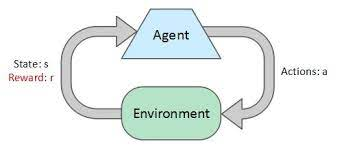 Agent
State: s
Reward: r
Actions: a
Environment